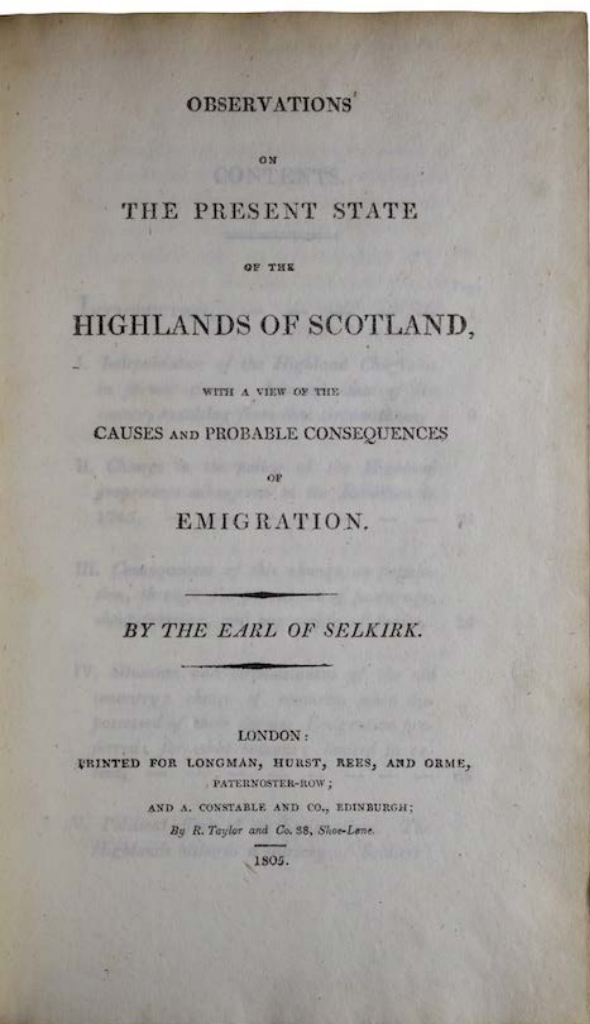 OBSERVATIONS
ON
THE PRESENT STATE
OF THE
HIGHLANDS OF SCOTLAND,
WITH A VIEW OF THE
CAUSES AND PROBABLE CONSEQUENCES
OF
EMIGRATION.
BY THE EARL OF SELKIRK.
LONDON:
PRINTED FOR LONGMAN, HURST, REES, AND ORME,
PATERNOSTER-ROW;
AND A. CONSTABLE AND CO., EDINBURGH;
By R. Taylor and Co. 38, Shoe-Lane.
1805.